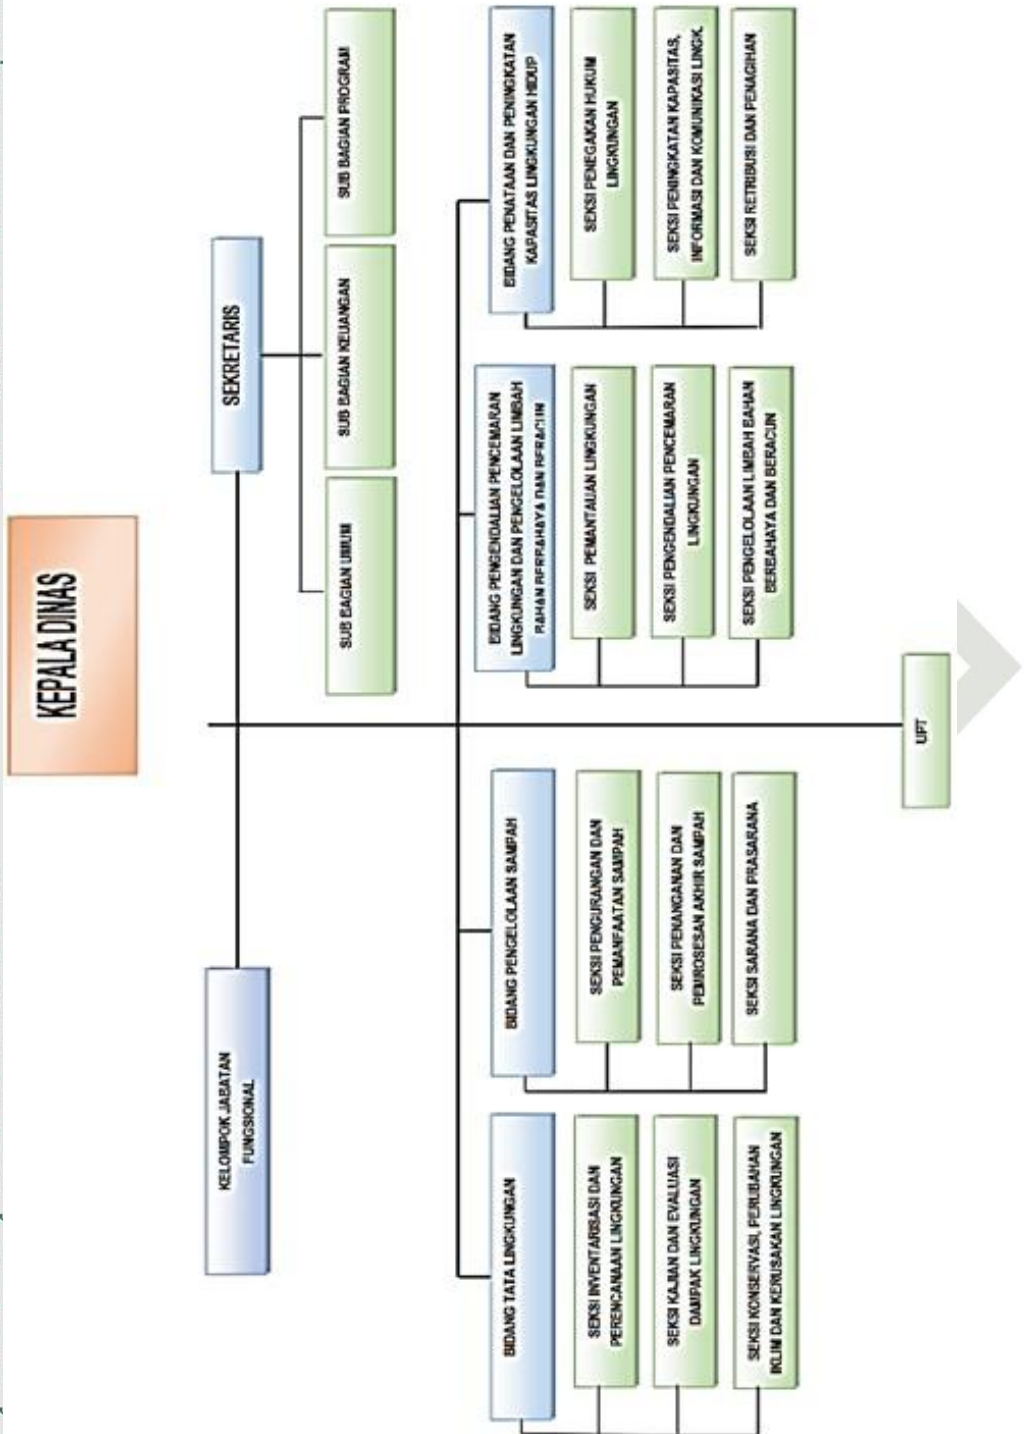 KEPALA DINAS
KELOMPOK JABATAN
FUNGSIONAL
SEKRETARIS
SUB BAGIAN UMUM
SUB BAGIAN KEUANGAN
SUB BAGIAN PROGRAM
BIDANG TATA LINGKUNGAN
SEKSI INVENTARISASI DAN
PERENCANAAN LINGKUNGAN
SEKSI KAJIAN DAN EVALUASI
DAMPAK LINGKUNGAN
SEKSI KONSERVASI, PERUBAHAN
IKLIM DAN KERUSAKAN LINGKUNGAN
BIDANG PENGELOLAAN SAMPAH
SEKSI PENGURANGAN DAN
PEMANFAATAN SAMPAH
SEKSI PENANGANAN DAN
PEMROSESAN AKHIR SAMPAH
SEKSI SARANA DAN PRASARANA
BIDANG PENGENDALIAN PENCEMARAN
LINGKUNGAN DAN PENGELOLAAN LIMBAH
BAHAN BERBAHAYA DAN BERACUN
SEKSI PEMANTAUAN LINGKUNGAN
SEKSI PENGENDALIAN PENCEMARAN
LINGKUNGAN
SEKSI PENGELOLAAN LIMBAH BAHAN
BERBAHAYA DAN BERACUN
BIDANG PENATAAN DAN PENINGKATAN
KAPASITAS LINGKUNGAN HIDUP
SEKSI PENEGAKAN HUKUM
LINGKUNGAN
SEKSI PENINGKATAN KAPASITAS,
INFORMASI DAN KOMUNIKASI LINGK.
SEKSI RETRIBUSI DAN PENAGIHAN
UPT